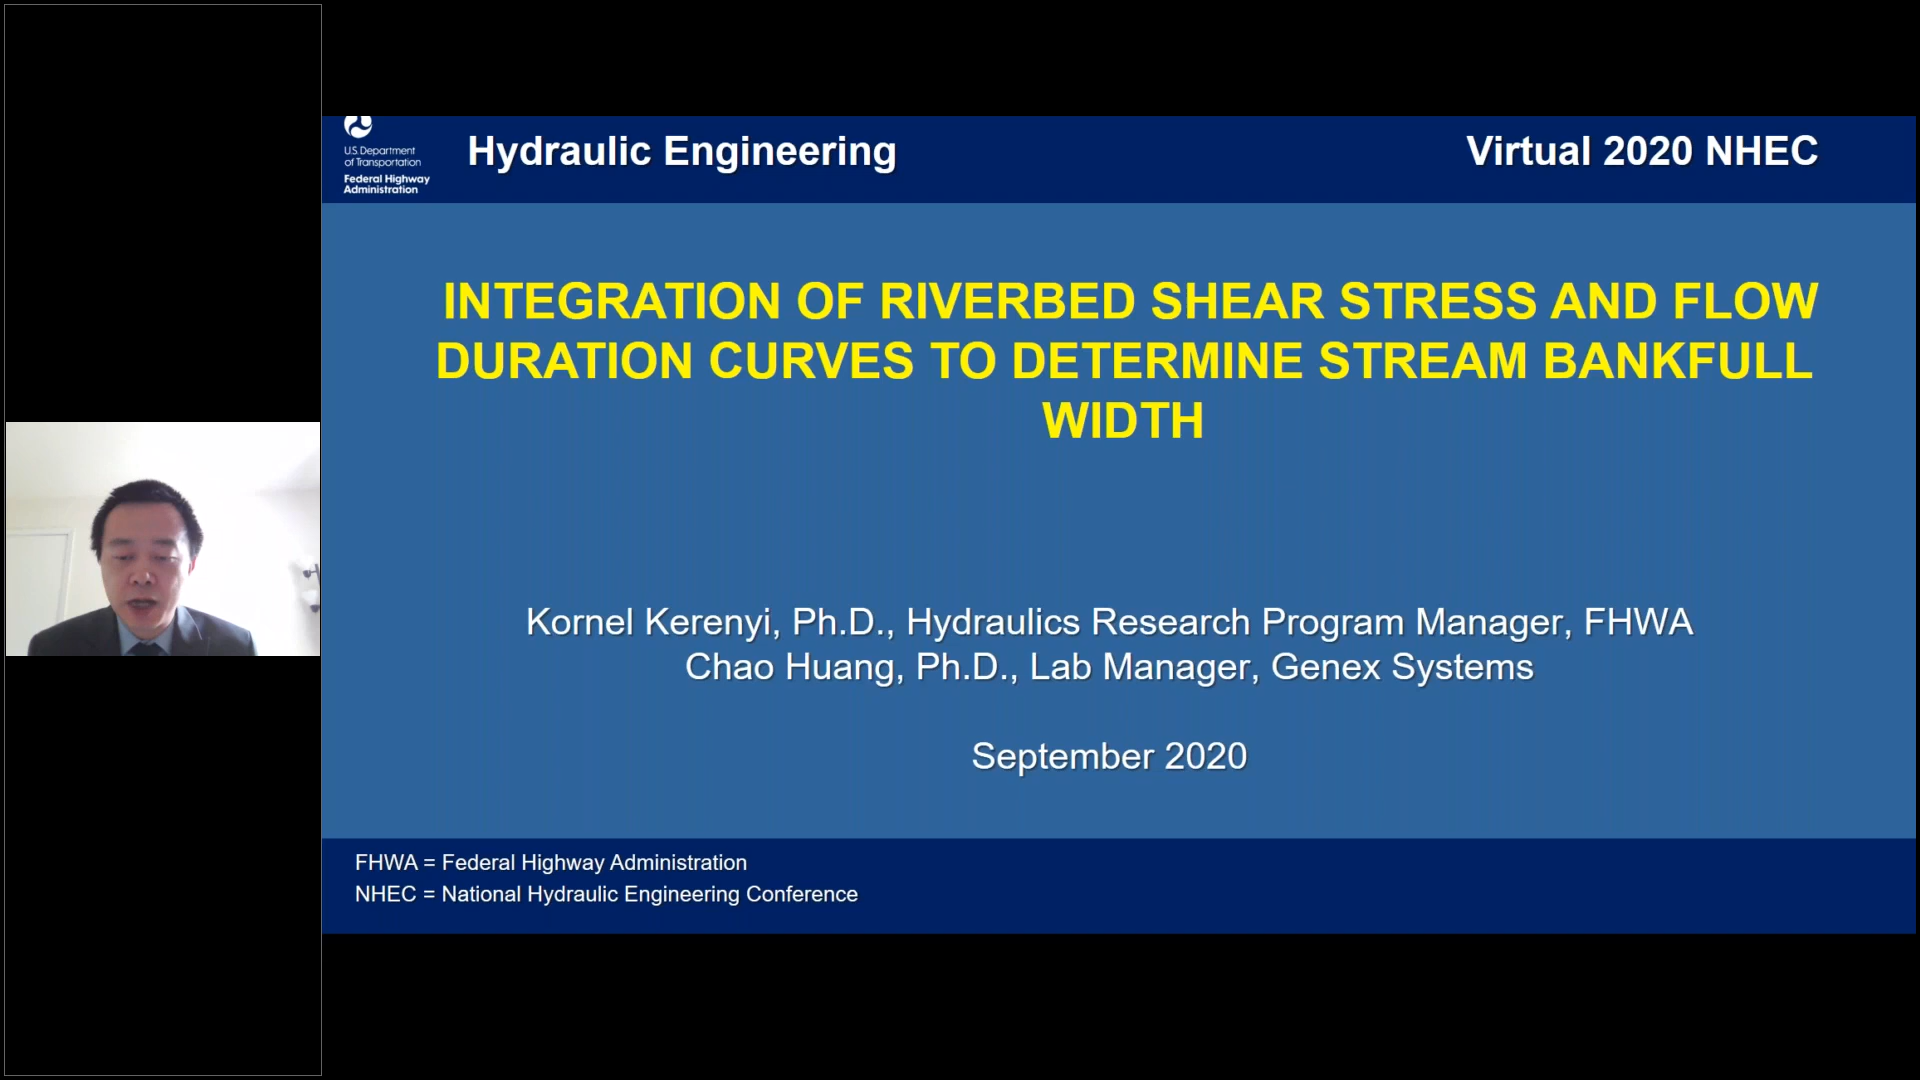 U.S. Department
of Transportation
Federal Highway
Administration
Hydraulic Engineering
Virtual 2020 NHEC
INTEGRATION OF RIVERBED SHEAR STRESS AND FLOW
DURATION CURVES TO DETERMINE STREAM BANKFULL
WIDTH
Kornel Kerenyi, Ph.D., Hydraulics Research Program Manager, FHWA
Chao Huang, Ph.D., Lab Manager, Genex Systems
September 2020
FHWA = Federal Highway Administration
NHEC = National Hydraulic Engineering Conference